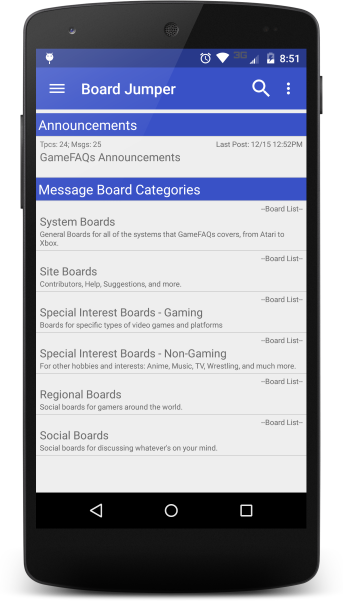 3G 8:51
Board Jumper
Announcements
Tpcs: 24; Msgs: 25 Last Post: 12/15 12:52PM
GameFAQs Announcements
Message Board Categories
--Board List--
System Boards
General Boards for all of the systems that GameFAQs covers, from Atari to
Xbox.
--Board List--
Site Boards
Contributors, Help, Suggestions, and more.
--Board List--
Special Interest Boards - Gaming
Boards for specific types of video games and platforms
--Board List--
Special Interest Boards - Non-Gaming
For other hobbies and interests: Anime, Music, TV, Wrestling, and much more.
--Board List--
Regional Boards
Social boards for gamers around the world.
--Board List--
Social Boards
Social boards for discussing whatever's on your mind.